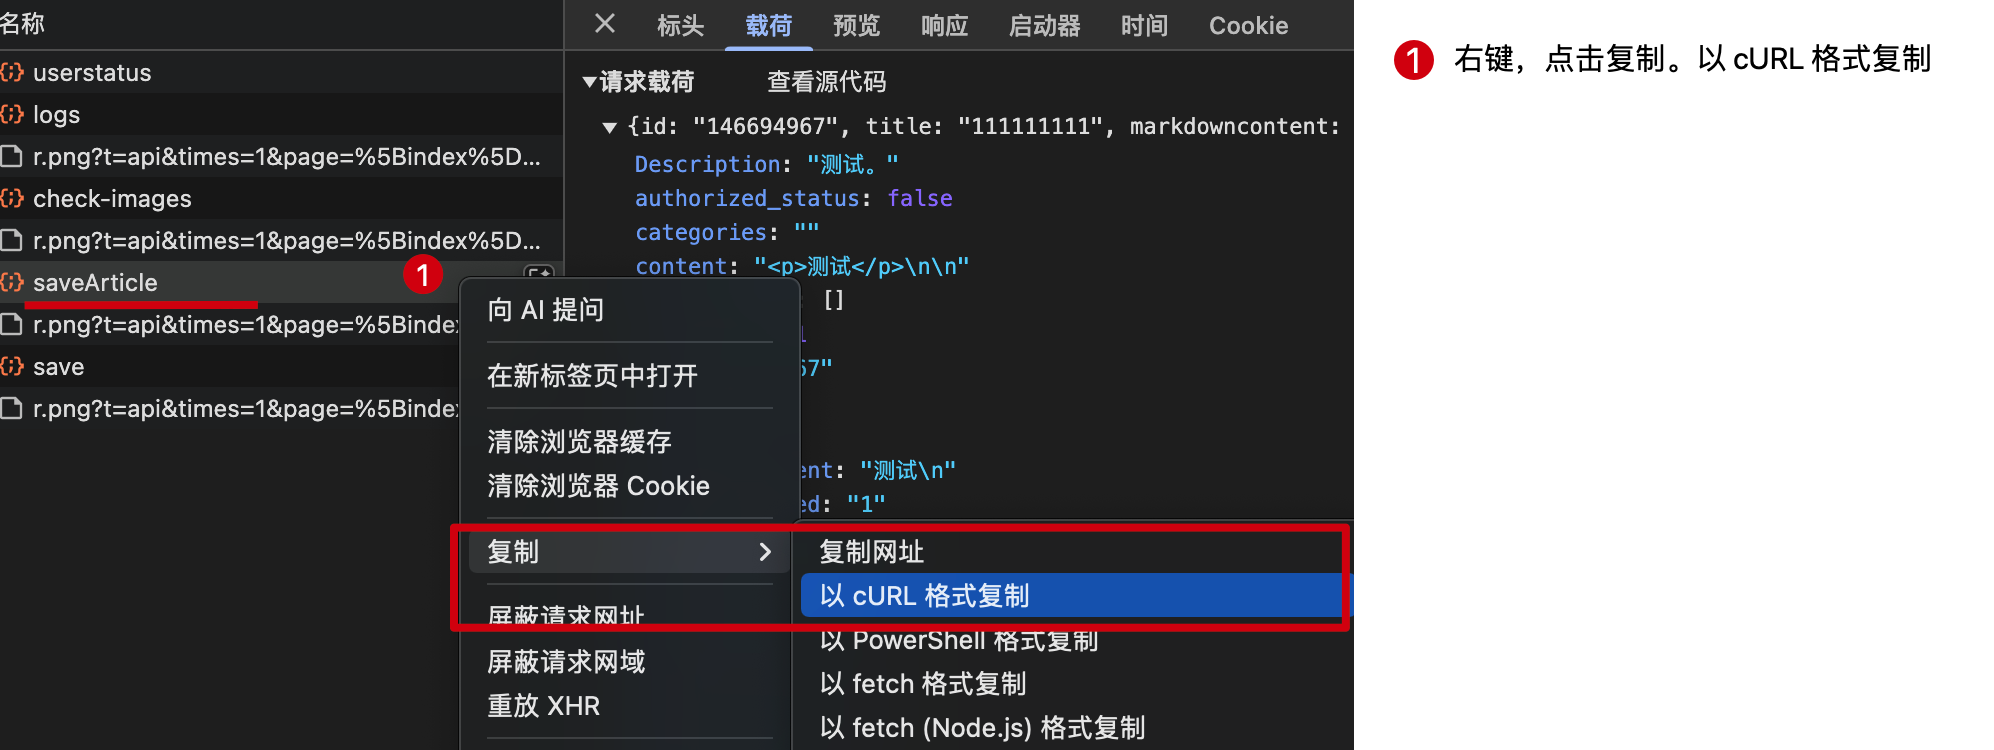 名称
userstatus
logs
r.png?t=api&times=1&page=%5Bindex%5D...
check-images
r.png?t=api&times=1&page=%5Bindex%5D...
saveArticle
1
r.png?t=api&times=1&page=%5Binde
save
r.png?t=api&times=1&page=%5Binde
标头 载荷 预览 响应 启动器 时间 Cookie
请求载荷 查看源代码
{id: "146694967", title: "111111111", markdowncontent:
Description: "测试。"
authorized_status: false
categories: ""
content: "<p>测试</p>\n\n"
[]
67"
ent: "测试\n"
ed: "1"
向 AI 提问
在新标签页中打开
清除浏览器缓存
清除浏览器 Cookie
复制
屏蔽请求网址
屏蔽请求网域
重放 XHR
复制网址
以 cURL 格式复制
以 PowerShell 格式复制
以 fetch 格式复制
以 fetch (Node.js) 格式复制
1 右键，点击复制。以 cURL 格式复制